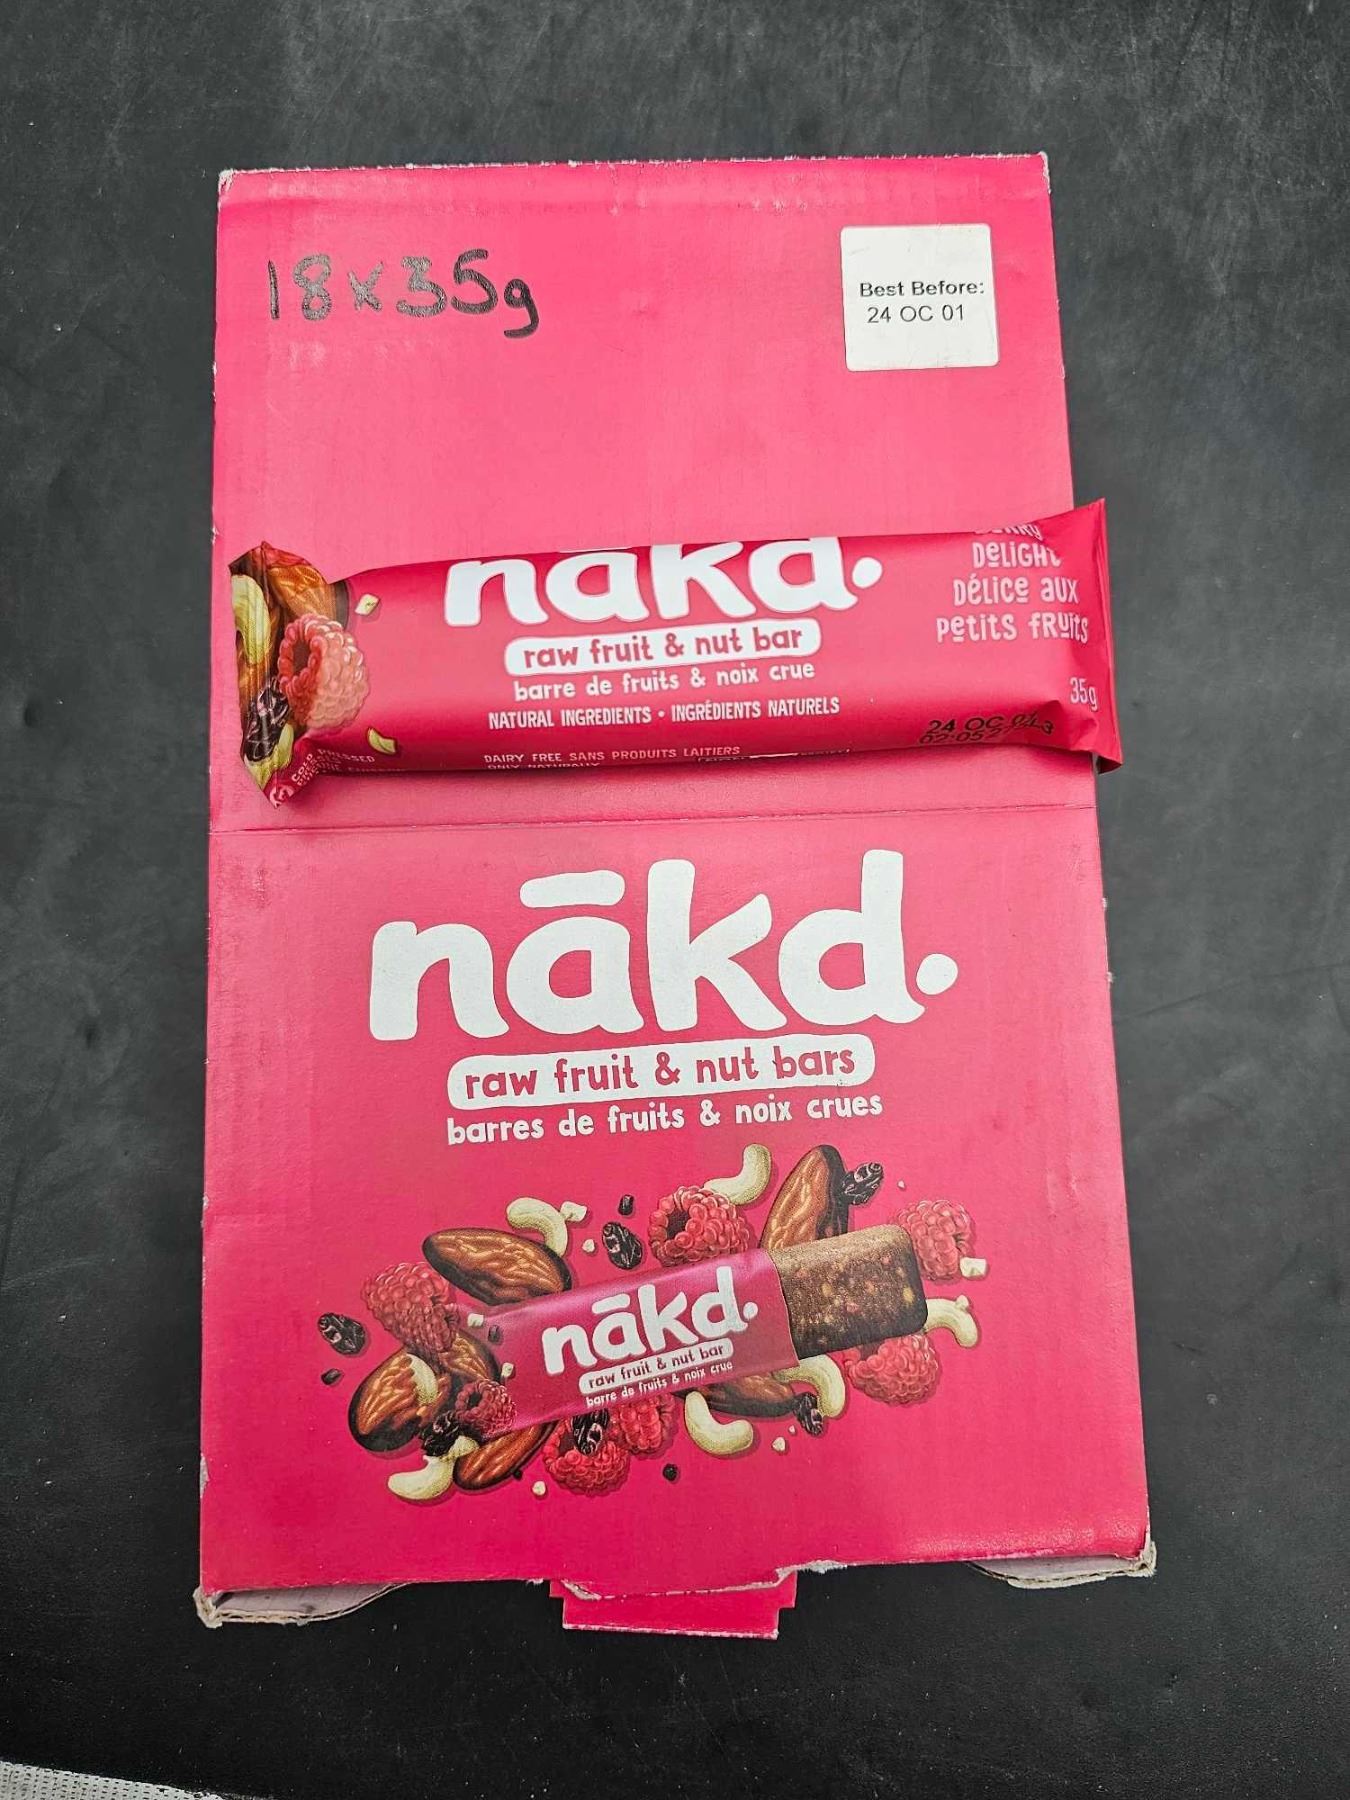 18x35g
Best Before:
24 OC 01
nākd.
raw fruit & nut bar
barre de fruits & noix crue
NATURAL INGREDIENTS • INGRÉDIENTS NATURELS
DAIRY FREE SANS PRODUITS LAITIERS
DELIGHT
DÉLICE AUX
PETITS FRUITS
35g
24 OC
nākd.
raw fruit & nut bars
barres de fruits & noix crues
nākd.
raw fruit & nut bar
barre de fruits & noix crue